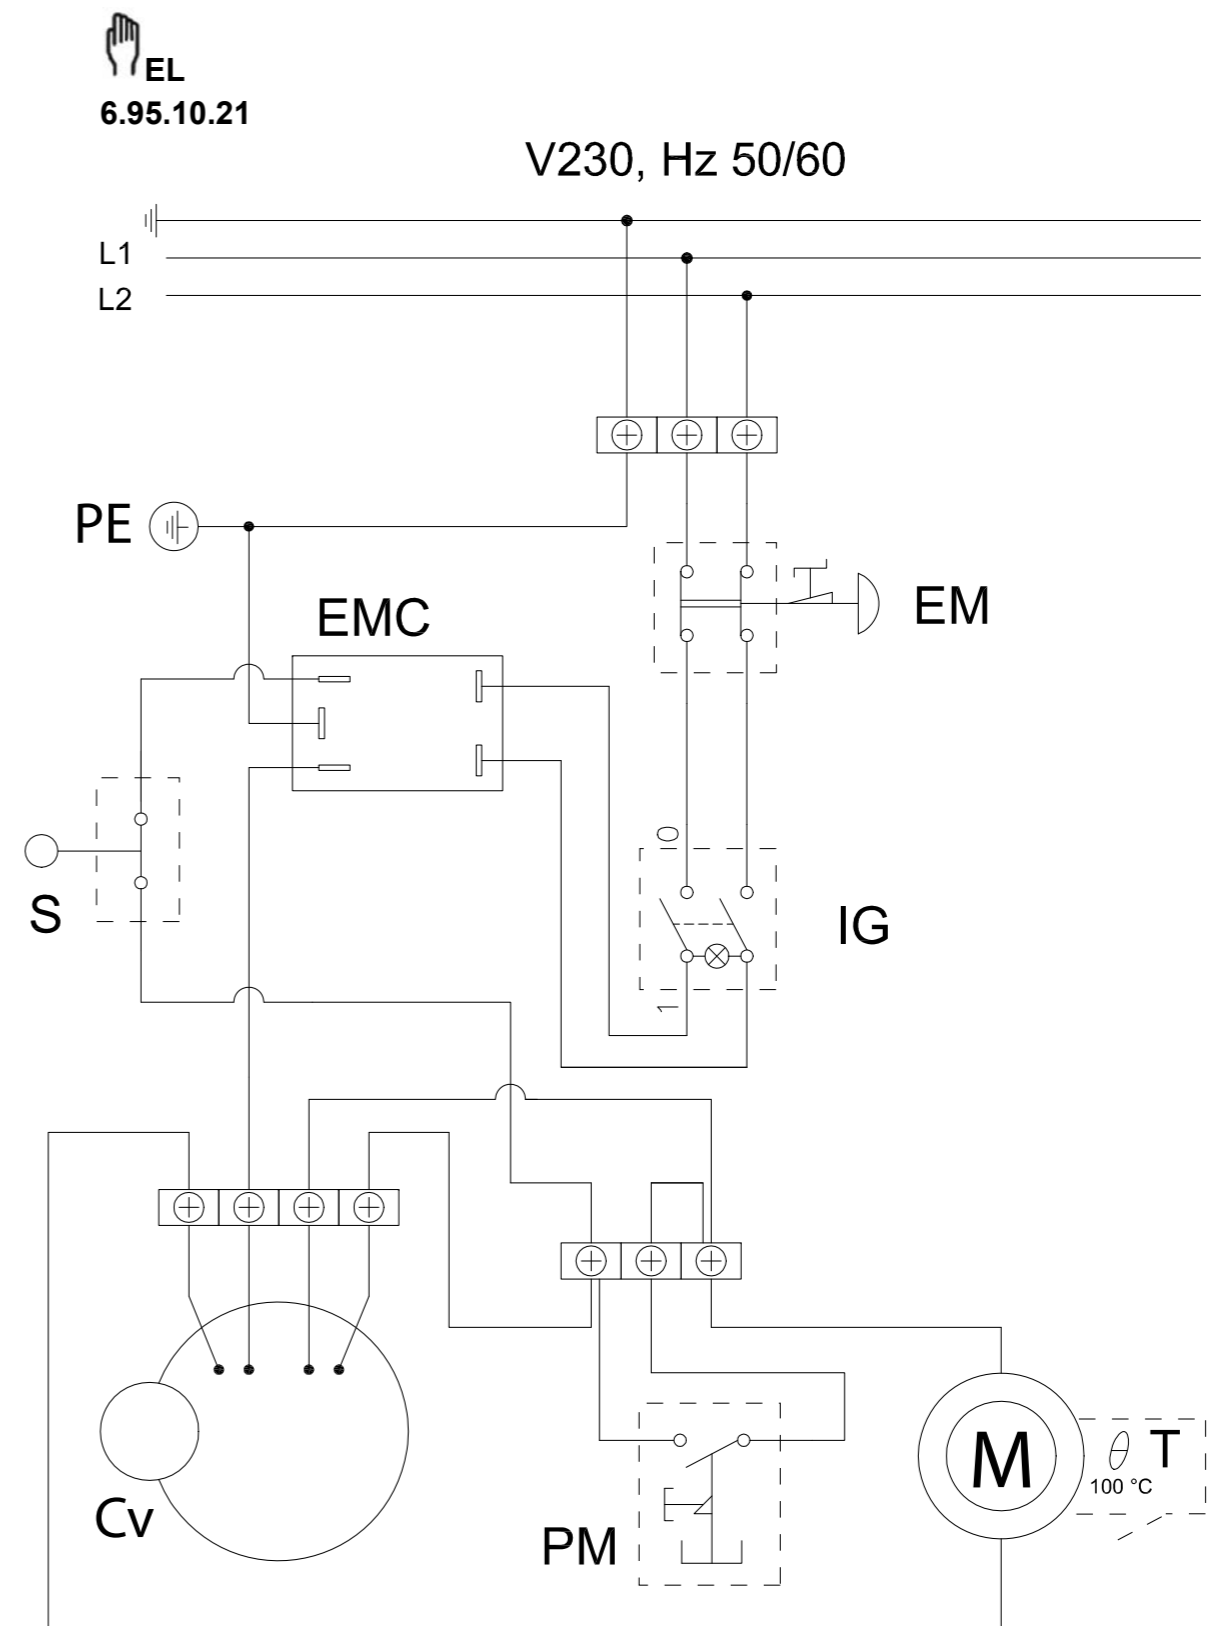 EL
6.95.10.21
V230, Hz 50/60
L1
L2
PE
EM
EMC
0
S
IG
1
Cv
PM
M
θ T
100 °C